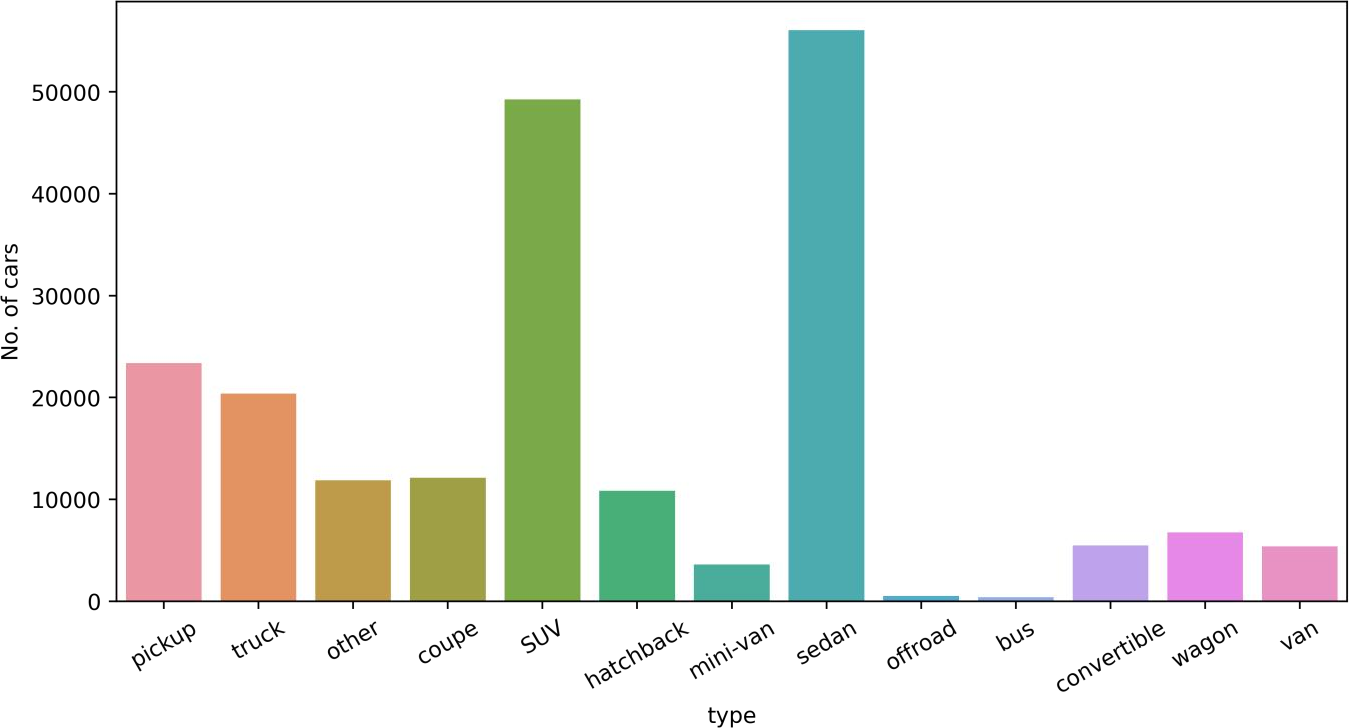 No. of cars
50000
40000
30000
20000
10000
0
pickup truck other coupe SUV hatchback mini-van sedan offroad bus convertible wagon van
type